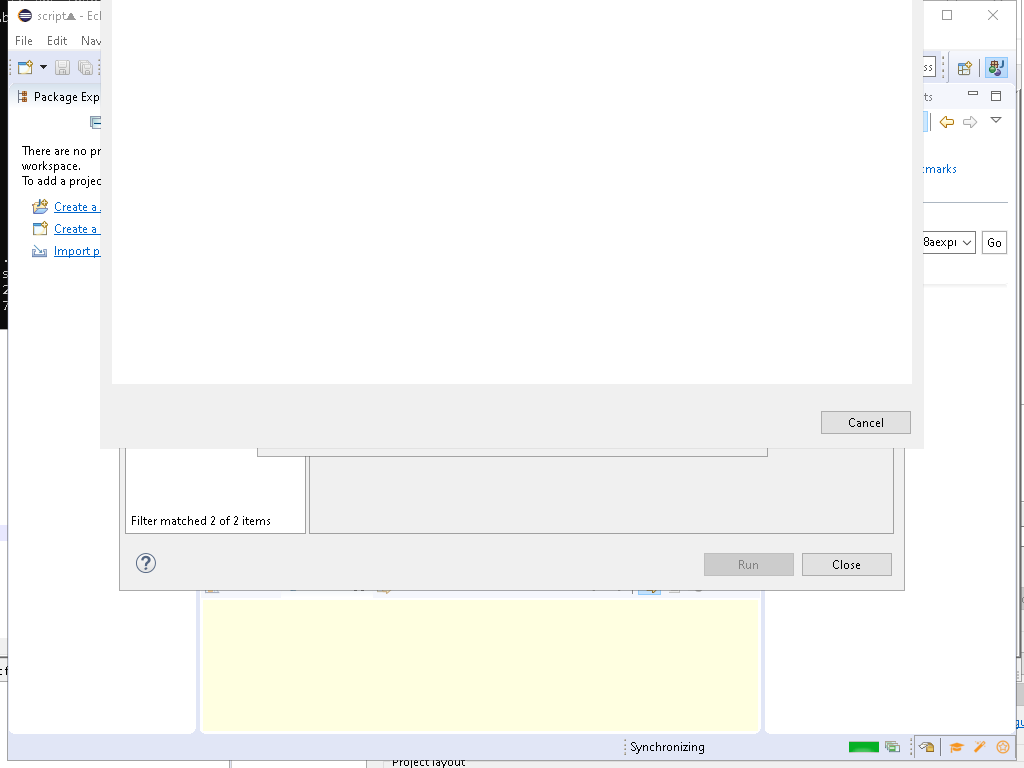 script - Ecl
File Edit Nav
ss
Package Exp
ts
There are no pr
workspace.
To add a projec
marks
Create a
Create a
Import p
8aexpr
Go
Cancel
Filter matched 2 of 2 items
Run
Close
Synchronizing
Project layout